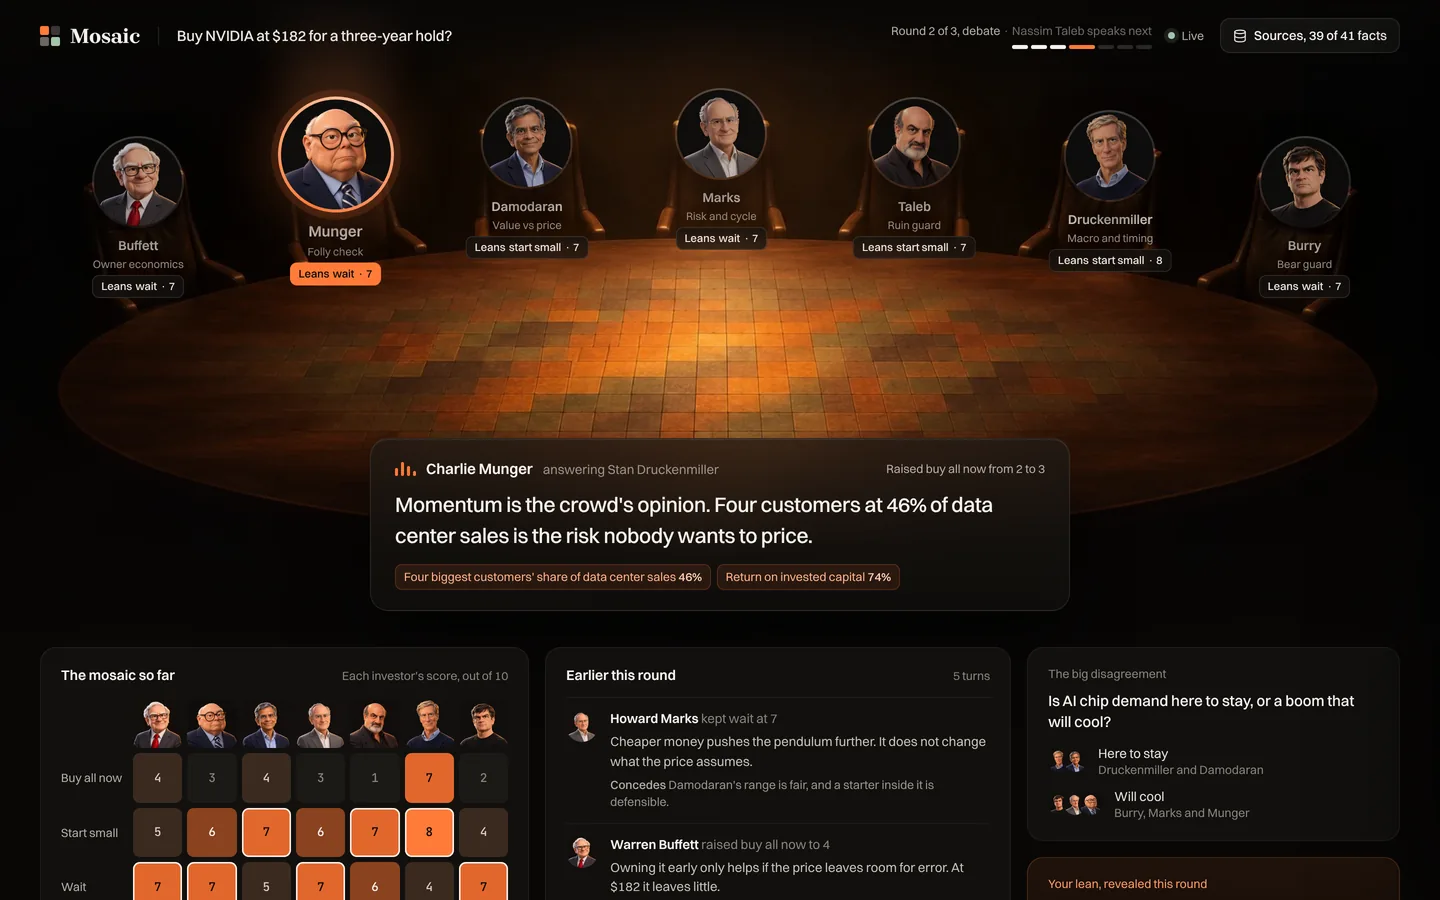 Mosaic
Buy NVIDIA at $182 for a three-year hold?
Round 2 of 3, debate · Nassim Taleb speaks next
Live
Sources, 39 of 41 facts
Buffett
Owner economics
Leans wait · 7
Munger
Folly check
Leans wait · 7
Damodaran
Value vs price
Leans start small · 7
Marks
Risk and cycle
Leans wait · 7
Taleb
Ruin guard
Leans start small · 7
Druckenmiller
Macro and timing
Leans start small · 8
Burry
Bear guard
Leans wait · 7
Charlie Munger answering Stan Druckenmiller
Raised buy all now from 2 to 3
Momentum is the crowd's opinion. Four customers at 46% of data
center sales is the risk nobody wants to price.
Four biggest customers' share of data center sales 46%
Return on invested capital 74%
The mosaic so far
Each investor's score, out of 10
Buy all now 4 3 4 3 1 7 2
Start small 5 6 7 6 7 8 4
Wait 7 7 5 7 6 4 7
Earlier this round
5 turns
Howard Marks kept wait at 7
Cheaper money pushes the pendulum further. It does not change
what the price assumes.
Concedes Damodaran's range is fair, and a starter inside it is
defensible.
Warren Buffett raised buy all now to 4
Owning it early only helps if the price leaves room for error. At
$182 it leaves little.
The big disagreement
Is AI chip demand here to stay, or a boom that
will cool?
Here to stay
Druckenmiller and Damodaran
Will cool
Burry, Marks and Munger
Your lean, revealed this round